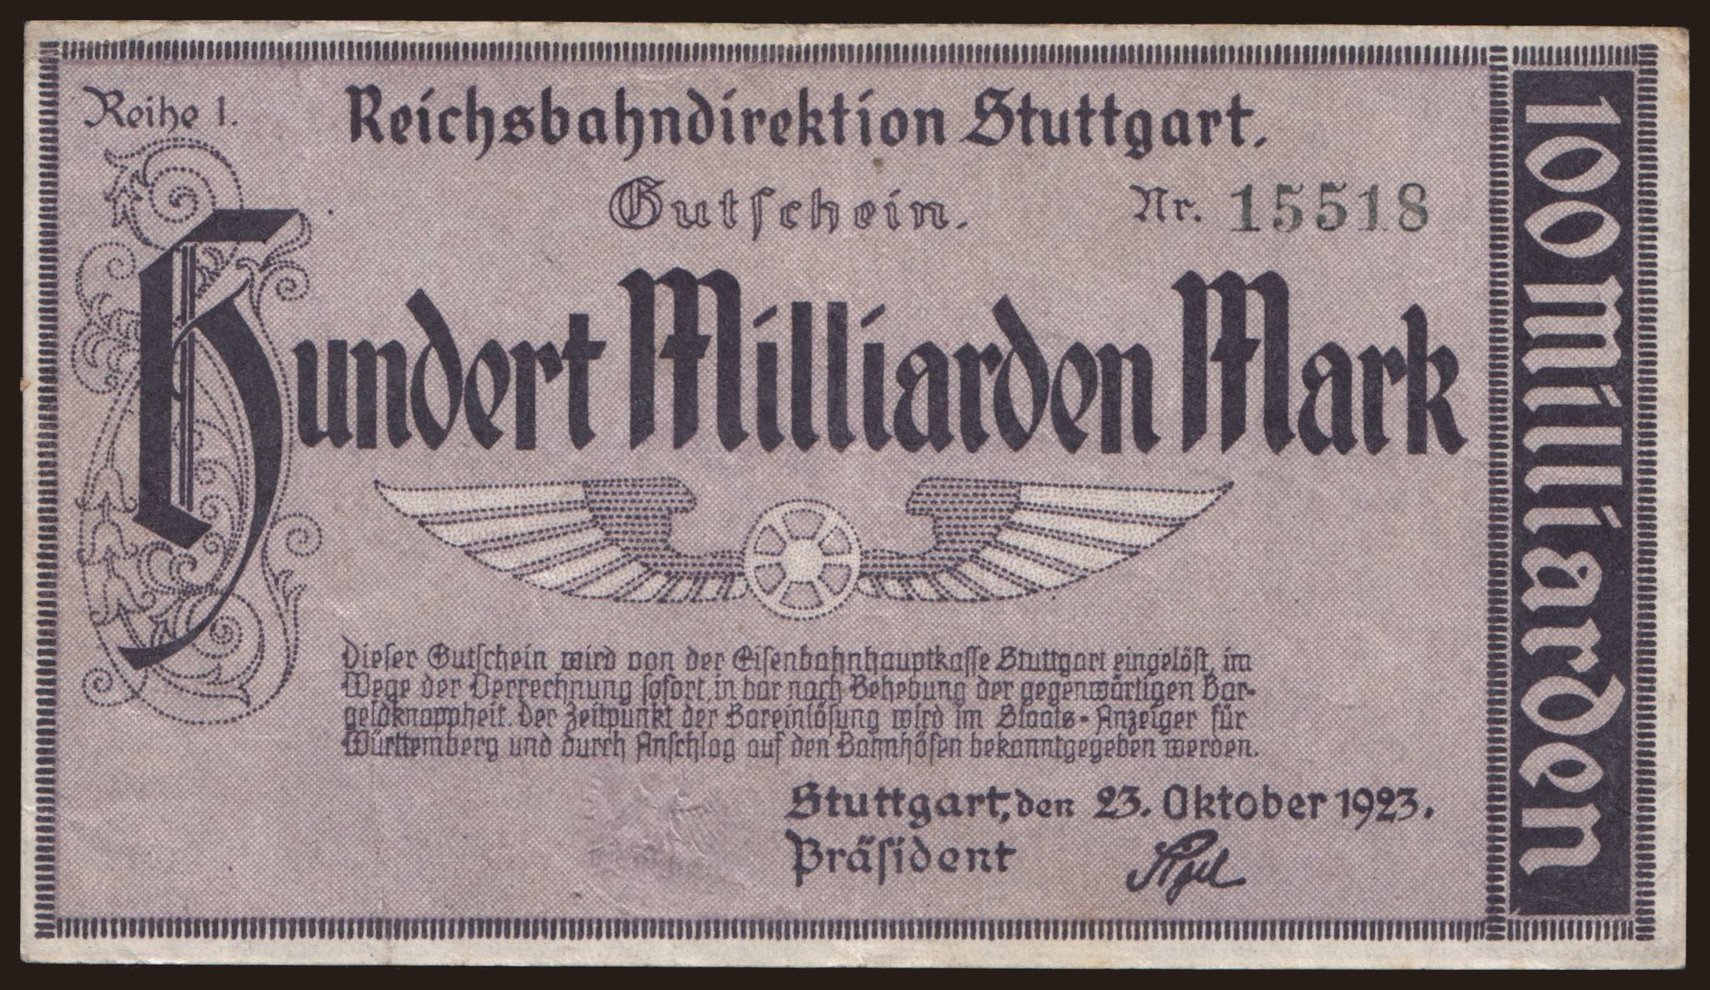 Reihe 1.
Reichsbahndirektion Stuttgart.
Gutschein.
Nr. 15518
Hundert Milliarden Mark
Dieser Gutschein wird von der Eisenbahnhauptkasse Stuttgart eingelöst, im
Wege der Verrechnung sofort, in bar nach Behebung der gegenwärtigen Bar-
geldknappheit. Der Zeitpunkt der Bareinlösung wird im Staats-Anzeiger für
Württemberg und durch Anschlag auf den Bahnhöfen bekanntgegeben werden.
Stuttgart, den 23. Oktober 1923.
Präsident
100 Milliarden